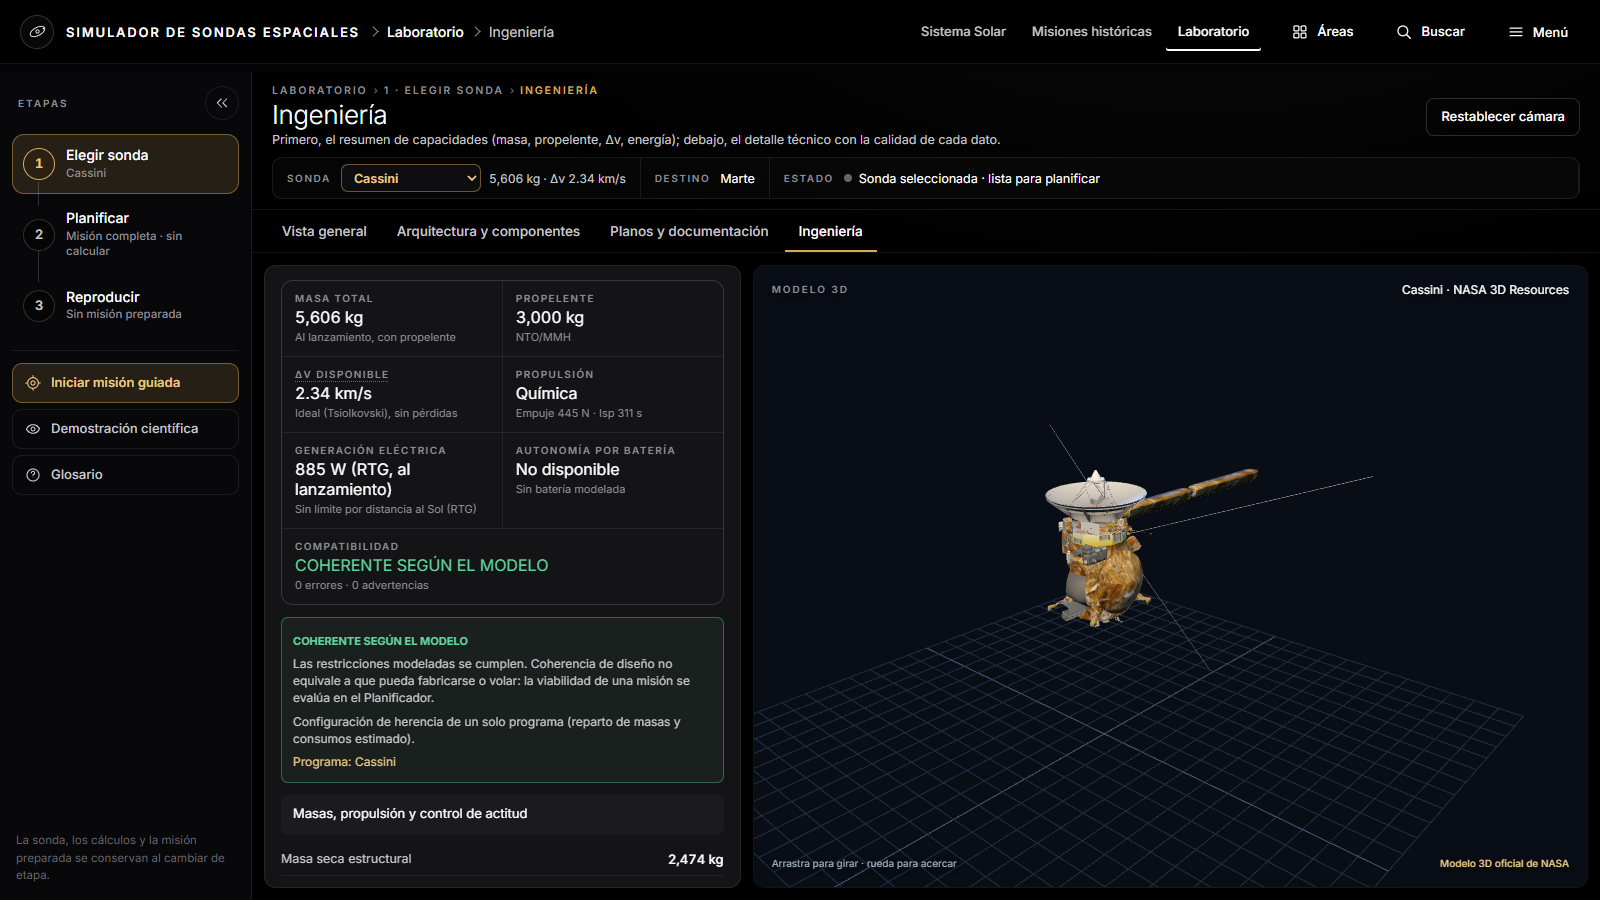 SIMULADOR DE SONDAS ESPACIALES > Laboratorio > Ingeniería
Sistema Solar
Misiones históricas
Laboratorio
Áreas
Buscar
Menú
ETAPAS
1
Elegir sonda
Cassini
2
Planificar
Misión completa · sin
calcular
3
Reproducir
Sin misión preparada
Iniciar misión guiada
Demostración científica
Glosario
La sonda, los cálculos y la misión
preparada se conservan al cambiar de
etapa.
LABORATORIO › 1 · ELEGIR SONDA › INGENIERÍA
Ingeniería
Primero, el resumen de capacidades (masa, propelente, Δv, energía); debajo, el detalle técnico con la calidad de cada dato.
Restablecer cámara
SONDA
Cassini
5,606 kg · Δv 2.34 km/s
DESTINO
Marte
ESTADO
Sonda seleccionada · lista para planificar
Vista general
Arquitectura y componentes
Planos y documentación
Ingeniería
MASA TOTAL
5,606 kg
Al lanzamiento, con propelente
PROPELENTE
3,000 kg
NTO/MMH
ΔV DISPONIBLE
2.34 km/s
Ideal (Tsiolkovski), sin pérdidas
PROPULSIÓN
Química
Empuje 445 N · Isp 311 s
GENERACIÓN ELÉCTRICA
885 W (RTG, al
lanzamiento)
Sin límite por distancia al Sol (RTG)
AUTONOMÍA POR BATERÍA
No disponible
Sin batería modelada
COMPATIBILIDAD
COHERENTE SEGÚN EL MODELO
0 errores · 0 advertencias
COHERENTE SEGÚN EL MODELO
Las restricciones modeladas se cumplen. Coherencia de diseño no
equivale a que pueda fabricarse o volar: la viabilidad de una misión se
evalúa en el Planificador.
Configuración de herencia de un solo programa (reparto de masas y
consumos estimado).
Programa: Cassini
Masas, propulsión y control de actitud
Masa seca estructural
2,474 kg
MODELO 3D
Cassini · NASA 3D Resources
Arrastra para girar · rueda para acercar
Modelo 3D oficial de NASA